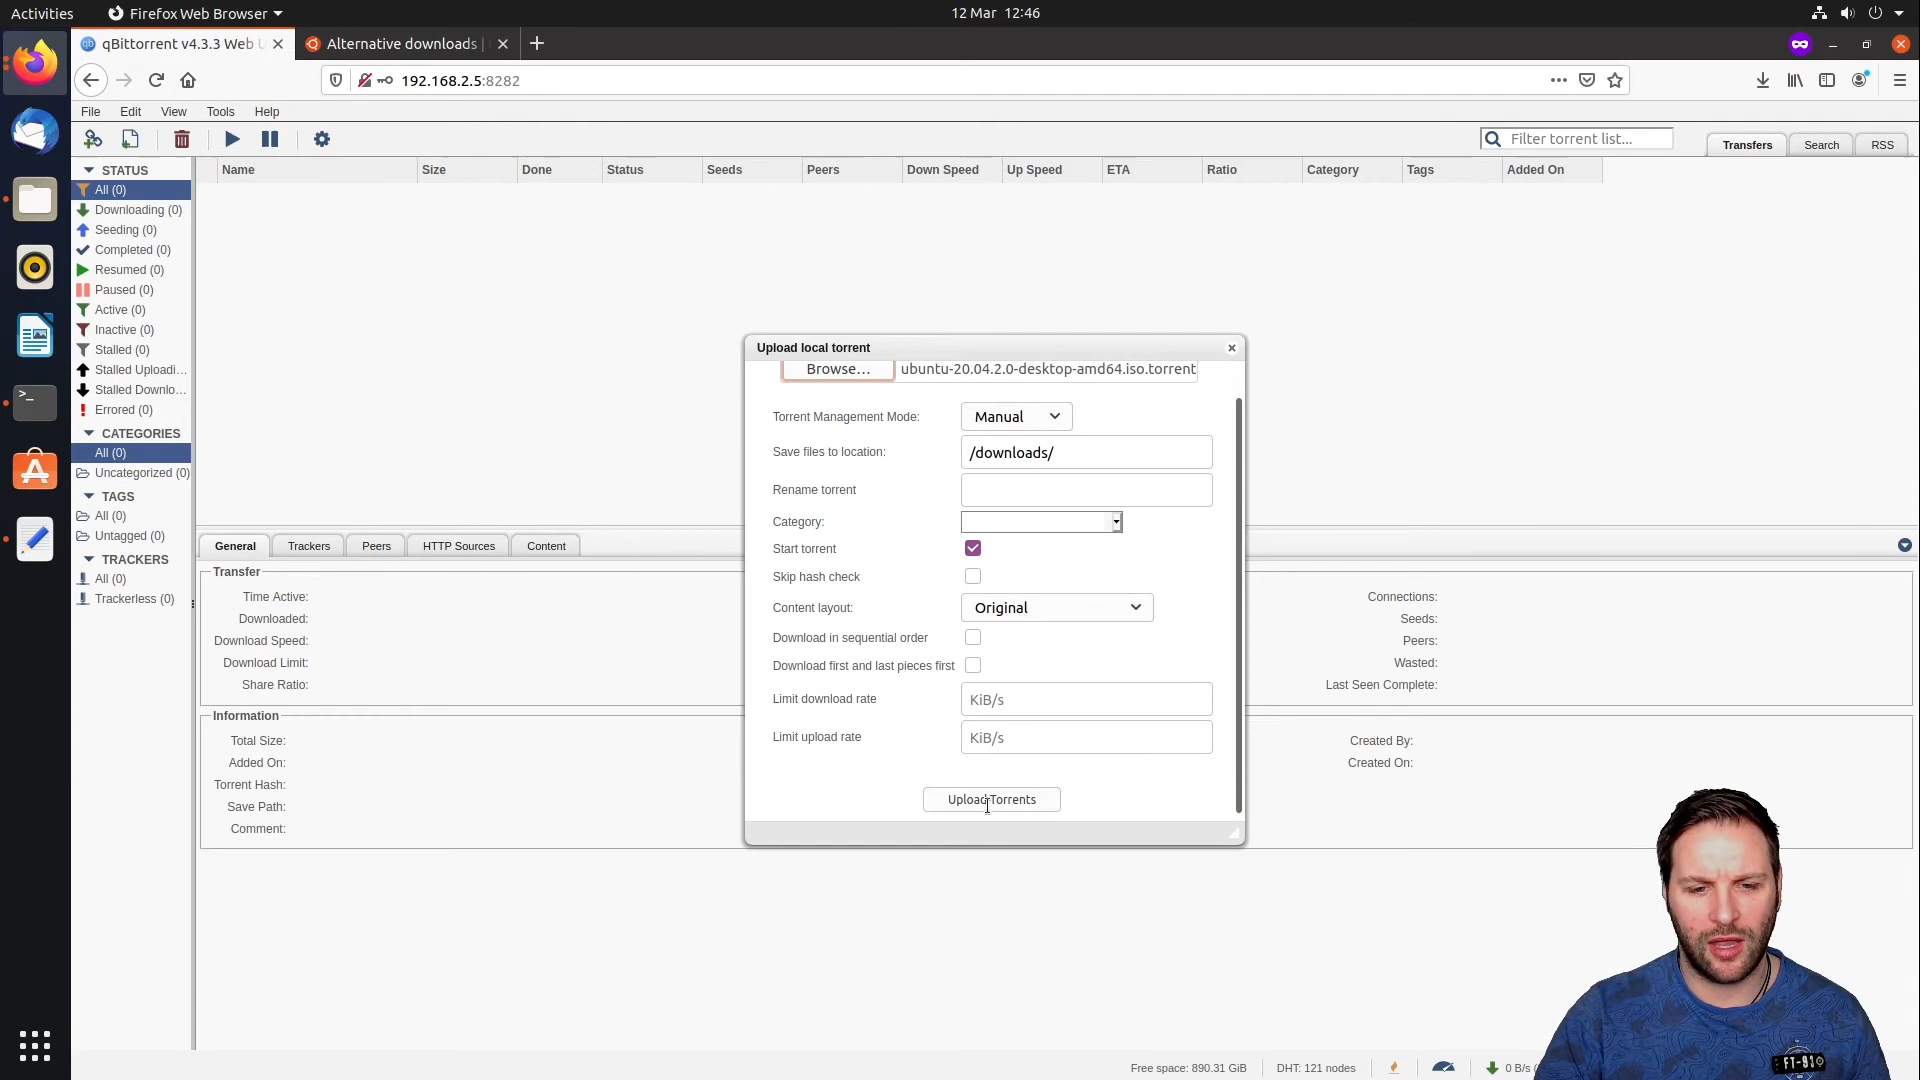 Activities
Firefox Web Browser
12 Mar 12:46
qBittorrent v4.3.3 Web U
Alternative downloads |
192.168.2.5:8282
File Edit View Tools Help
Filter torrent list...
Transfers Search RSS
Name Size Done Status Seeds Peers Down Speed Up Speed ETA Ratio Category Tags Added On
STATUS
All (0)
Downloading (0)
Seeding (0)
Completed (0)
Resumed (0)
Paused (0)
Active (0)
Inactive (0)
Stalled (0)
Stalled Uploadi...
Stalled Downlo...
Errored (0)
CATEGORIES
All (0)
Uncategorized (0)
TAGS
All (0)
Untagged (0)
TRACKERS
All (0)
Trackerless (0)
Upload local torrent
Browse... ubuntu-20.04.2.0-desktop-amd64.iso.torrent
Torrent Management Mode: Manual
Save files to location: /downloads/
Rename torrent
Category:
Start torrent
Skip hash check
Content layout: Original
Download in sequential order
Download first and last pieces first
Limit download rate KiB/s
Limit upload rate KiB/s
Upload Torrents
General Trackers Peers HTTP Sources Content
Transfer
Time Active: Connections:
Downloaded: Seeds:
Download Speed: Peers:
Download Limit: Wasted:
Share Ratio: Last Seen Complete:
Information
Total Size: Created By:
Added On: Created On:
Torrent Hash:
Save Path:
Comment:
Free space: 890.31 GiB DHT: 121 nodes 0 B/s (